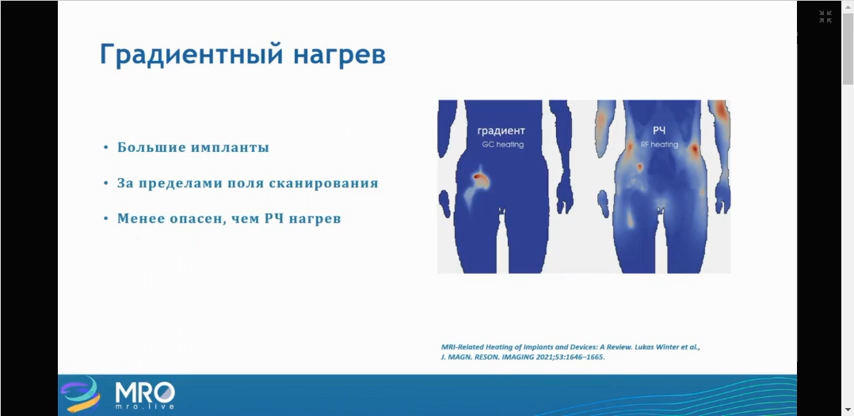 Градиентный нагрев
• Большие импланты
• За пределами поля сканирования
• Менее опасен, чем РЧ нагрев
градиент
GC heating
РЧ
RF heating
MRI-Related Heating of Implants and Devices: A Review. Lukas Winter et al.,
J. MAGN. RESON. IMAGING 2021;53:1646–1665.
MRO
mro.live